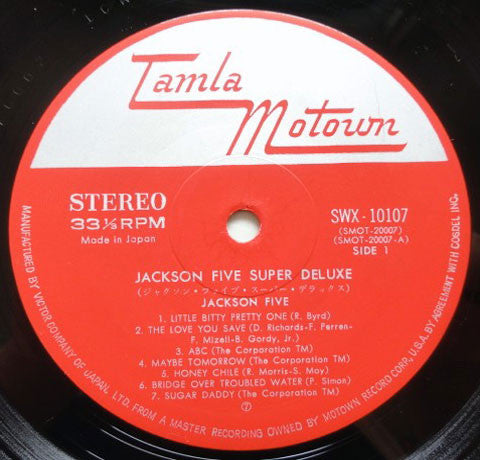 Tamla
Motown
STEREO
33⅓RPM
Made in Japan
SWX-10107
(SMOT-20007)
(SMOT-20007-A)
SIDE 1
JACKSON FIVE SUPER DELUXE
(ジャクソン・ファイブ・スーパー・デラックス)
JACKSON FIVE
1. LITTLE BITTY PRETTY ONE (R. Byrd)
2. THE LOVE YOU SAVE (D. Richards-F. Perren-
F. Mizell-B. Gordy, Jr.)
3. ABC (The Corporation TM)
4. MAYBE TOMORROW (The Corporation TM)
5. HONEY CHILE (R. Morris-S. Moy)
6. BRIDGE OVER TROUBLED WATER (P. Simon)
7. SUGAR DADDY (The Corporation TM)
⑦
MANUFACTURED BY VICTOR COMPANY OF JAPAN, LTD. FROM A MASTER RECORDING OWNED BY MOTOWN RECORD CORP. U.S.A. BY AGREEMENT WITH COSDEL INC.